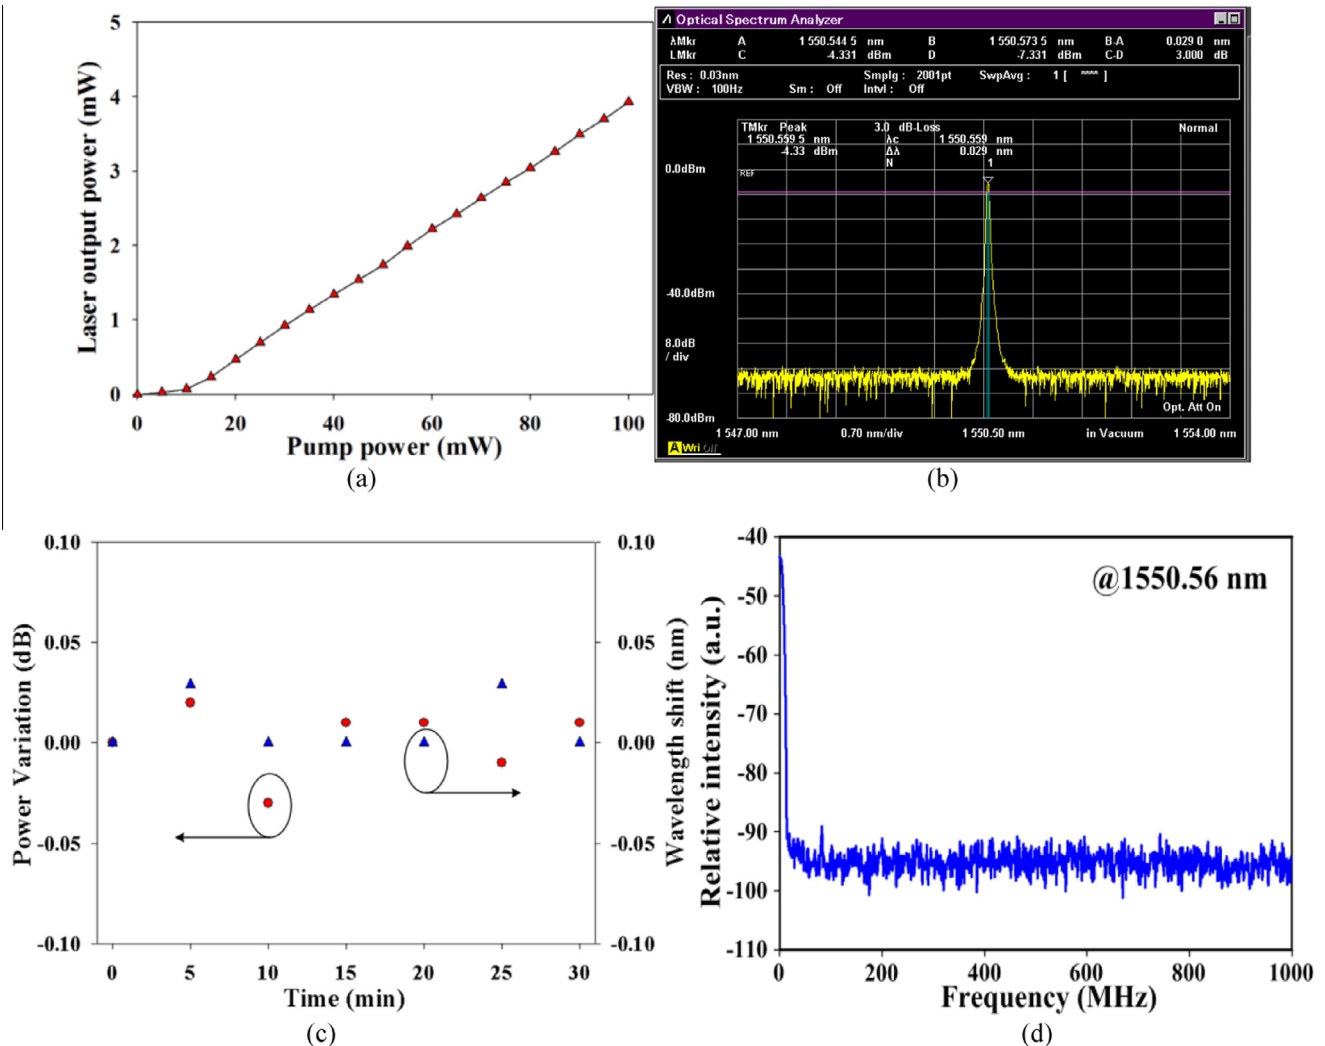 5
4
3
2
1
0
Laser output power (mW)
0 20 40 60 80 100
Pump power (mW)
(a)
Optical Spectrum Analyzer
λMkr A 1 550.544 5 nm B 1 550.573 5 nm B-A 0.029 0 nm
LMkr C -4.331 dBm D -7.331 dBm C-D 3.000 dB
Res : 0.03nm Smplg : 2001pt SwpAvg : 1 [ **** ]
VBW : 100Hz Sm : Off Intvl : Off
TMkr Peak 3.0 dB-Loss Normal
1 550.559 5 nm λc 1 550.559 nm
-4.33 dBm Δλ 0.029 nm
N 1
0.0dBm
REF
-40.0dBm
8.0dB
/ div
Opt. Att On
-80.0dBm
1 547.00 nm 0.70 nm/div 1 550.50 nm in Vacuum 1 554.00 nm
A Wri Off
(b)
0.10
0.05
0.00
-0.05
-0.10
Power Variation (dB)
0.10
0.05
0.00
-0.05
-0.10
Wavelength shift (nm)
0 5 10 15 20 25 30
Time (min)
(c)
-40
-50
-60
-70
-80
-90
-100
-110
Relative intensity (a.u.)
@1550.56 nm
0 200 400 600 800 1000
Frequency (MHz)
(d)